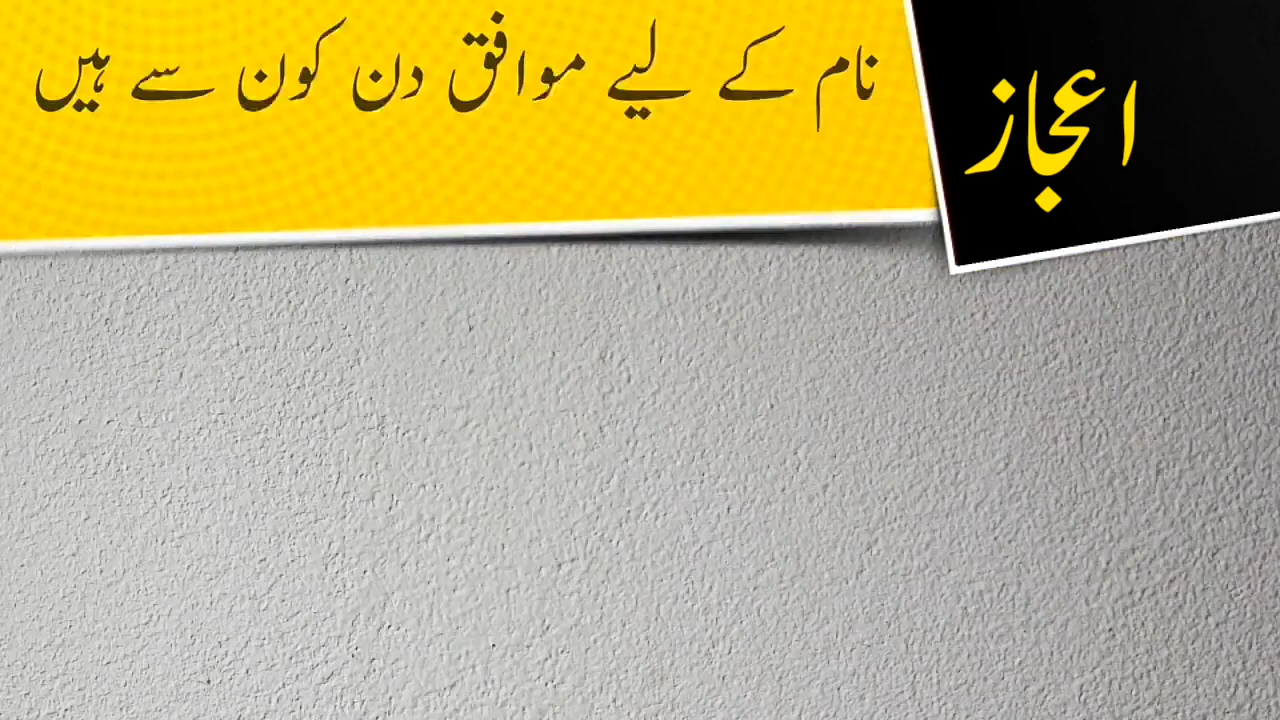 اعجاز
نام کے لیے موافق دن کون سے ہیں